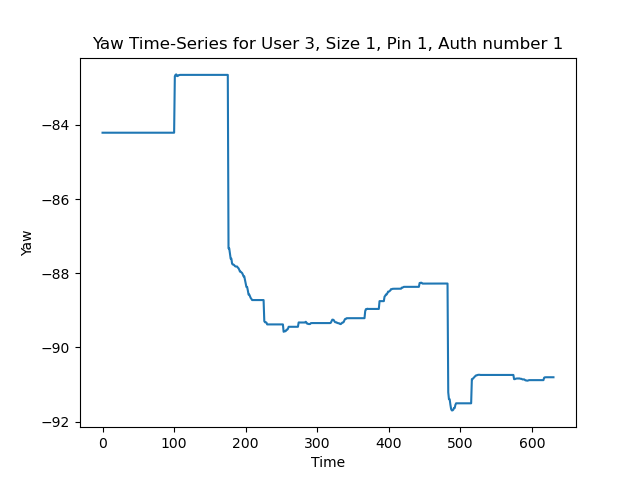 Yaw Time-Series for User 3, Size 1, Pin 1, Auth number 1
−84
−86
−88
−90
−92
Yaw
0 100 200 300 400 500 600
Time